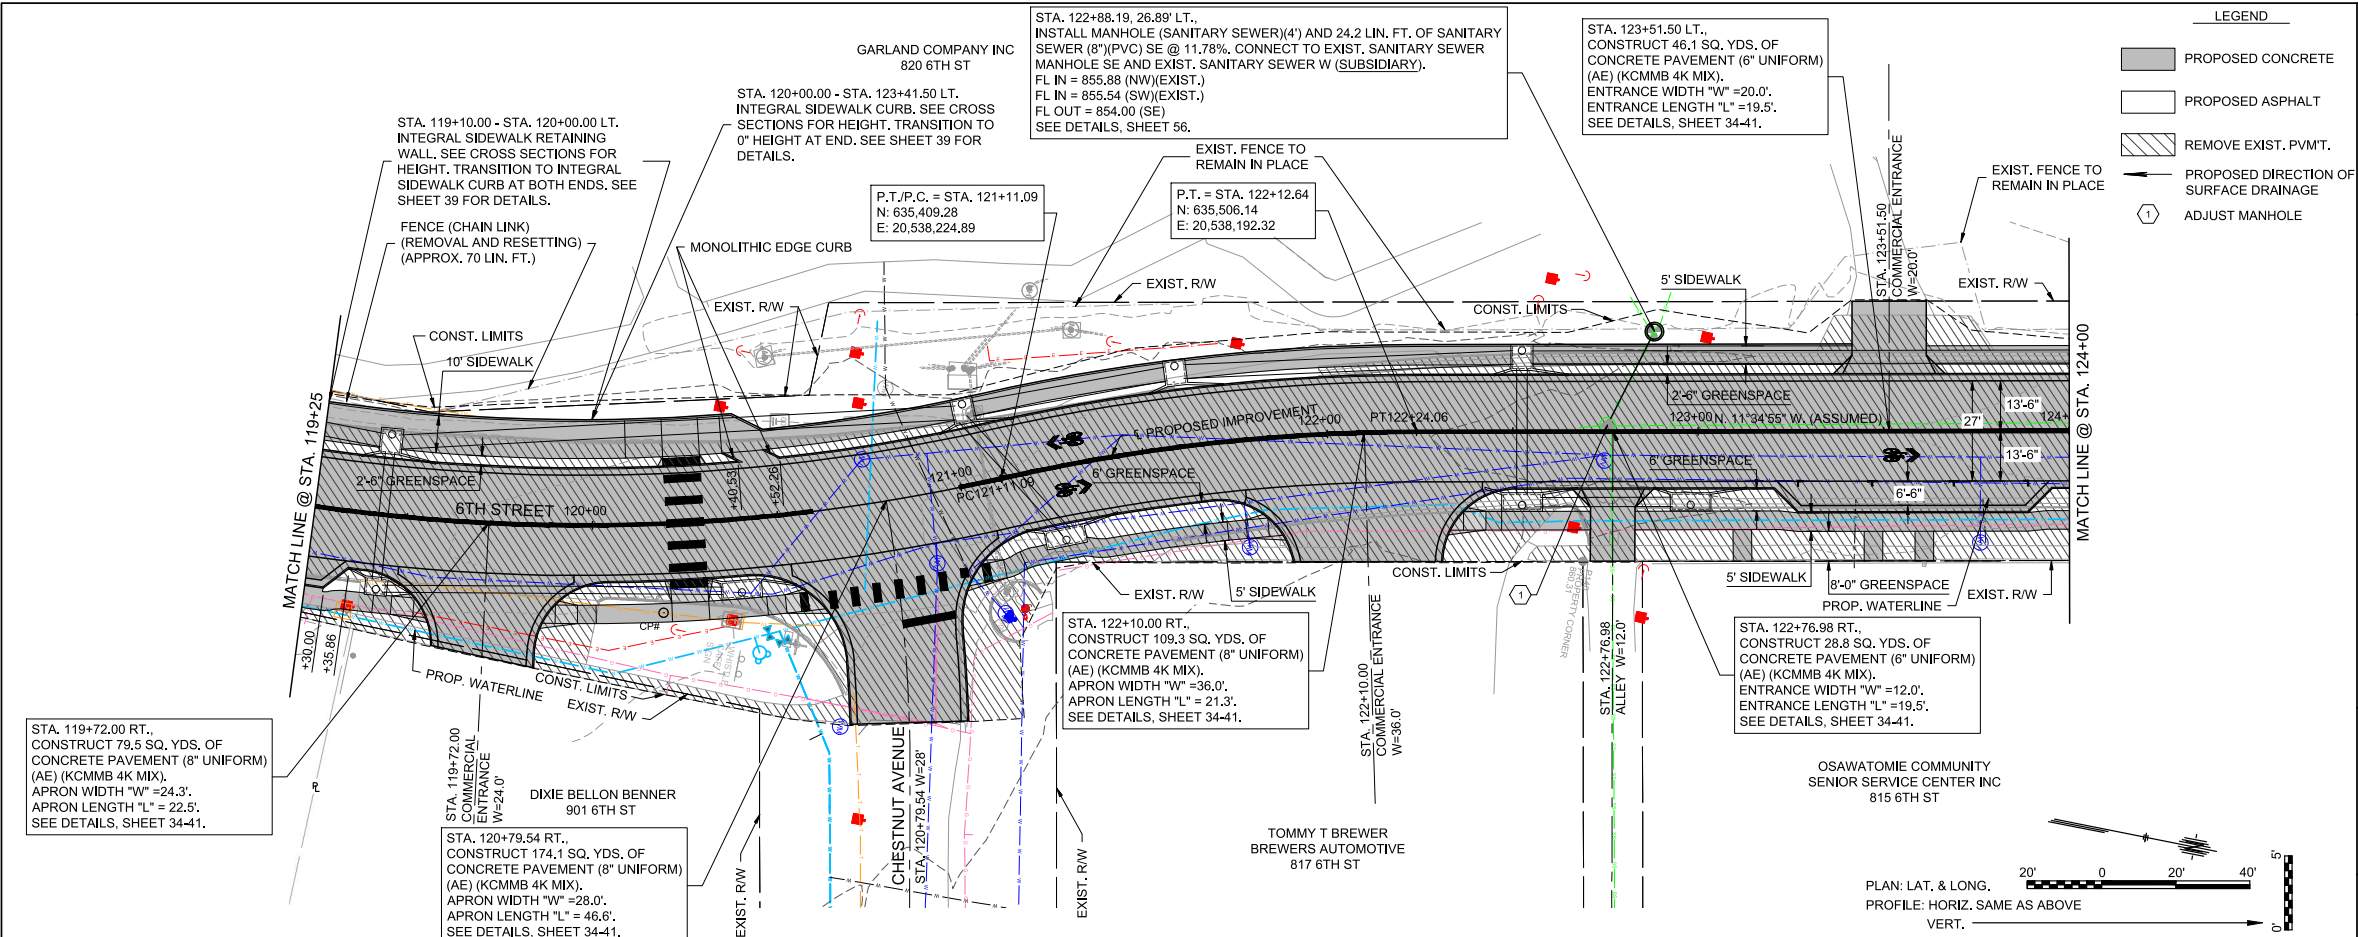 GARLAND COMPANY INC
820 6TH ST
STA. 122+88.19, 26.89' LT.,
INSTALL MANHOLE (SANITARY SEWER)(4') AND 24.2 LIN. FT. OF SANITARY
SEWER (8")(PVC) SE @ 11.78%. CONNECT TO EXIST. SANITARY SEWER
MANHOLE SE AND EXIST. SANITARY SEWER W (SUBSIDIARY).
FL IN = 855.88 (NW)(EXIST.)
FL IN = 855.54 (SW)(EXIST.)
FL OUT = 854.00 (SE)
SEE DETAILS, SHEET 56.
STA. 123+51.50 LT.,
CONSTRUCT 46.1 SQ. YDS. OF
CONCRETE PAVEMENT (6" UNIFORM)
(AE) (KCMMB 4K MIX).
ENTRANCE WIDTH "W" =20.0'.
ENTRANCE LENGTH "L" =19.5'.
SEE DETAILS, SHEET 34-41.
LEGEND
PROPOSED CONCRETE
PROPOSED ASPHALT
REMOVE EXIST. PVM'T.
PROPOSED DIRECTION OF
SURFACE DRAINAGE
1
ADJUST MANHOLE
STA. 119+10.00 - STA. 120+00.00 LT.
INTEGRAL SIDEWALK RETAINING
WALL. SEE CROSS SECTIONS FOR
HEIGHT. TRANSITION TO INTEGRAL
SIDEWALK CURB AT BOTH ENDS. SEE
SHEET 39 FOR DETAILS.
STA. 120+00.00 - STA. 123+41.50 LT.
INTEGRAL SIDEWALK CURB. SEE CROSS
SECTIONS FOR HEIGHT. TRANSITION TO
0" HEIGHT AT END. SEE SHEET 39 FOR
DETAILS.
FENCE (CHAIN LINK)
(REMOVAL AND RESETTING)
(APPROX. 70 LIN. FT.)
MONOLITHIC EDGE CURB
P.T./P.C. = STA. 121+11.09
N: 635,409.28
E: 20,538,224.89
EXIST. FENCE TO
REMAIN IN PLACE
P.T. = STA. 122+12.64
N: 635,506.14
E: 20,538,192.32
EXIST. FENCE TO
REMAIN IN PLACE
STA. 123+51.50
COMMERCIAL ENTRANCE
W=20.0'
EXIST. R/W
EXIST. R/W
EXIST. R/W
CONST. LIMITS
10' SIDEWALK
CONST. LIMITS
5' SIDEWALK
MATCH LINE @ STA. 119+25
MATCH LINE @ STA. 124+00
2'-6" GREENSPACE
6TH STREET
120+00
+40.53
+52.26
121+00
PC121+11.09
6' GREENSPACE
℄ PROPOSED IMPROVEMENT
122+00
PT122+24.06
2'-6" GREENSPACE
123+00
N. 11°34'55" W. (ASSUMED)
124+
27'
13'-6"
13'-6"
6' GREENSPACE
6'-6"
+30.00
+35.86
CP#
PROP. WATERLINE
CONST. LIMITS
EXIST. R/W
EXIST. R/W
5' SIDEWALK
CONST. LIMITS
1
P140
PROPERTY CORNER
860.31
5' SIDEWALK
8'-0" GREENSPACE
PROP. WATERLINE
EXIST. R/W
STA. 119+72.00 RT.,
CONSTRUCT 79.5 SQ. YDS. OF
CONCRETE PAVEMENT (8" UNIFORM)
(AE) (KCMMB 4K MIX).
APRON WIDTH "W" =24.3'.
APRON LENGTH "L" = 22.5'.
SEE DETAILS, SHEET 34-41.
STA. 119+72.00
COMMERCIAL
ENTRANCE
W=24.0'
DIXIE BELLON BENNER
901 6TH ST
STA. 120+79.54 RT.,
CONSTRUCT 174.1 SQ. YDS. OF
CONCRETE PAVEMENT (8" UNIFORM)
(AE) (KCMMB 4K MIX).
APRON WIDTH "W" =28.0'.
APRON LENGTH "L" = 46.6'.
SEE DETAILS, SHEET 34-41.
EXIST. R/W
CHESTNUT AVENUE
STA. 120+79.54 W=28'
EXIST. R/W
STA. 122+10.00 RT.,
CONSTRUCT 109.3 SQ. YDS. OF
CONCRETE PAVEMENT (8" UNIFORM)
(AE) (KCMMB 4K MIX).
APRON WIDTH "W" =36.0'.
APRON LENGTH "L" = 21.3'.
SEE DETAILS, SHEET 34-41.
STA. 122+10.00
COMMERCIAL ENTRANCE
W=36.0'
TOMMY T BREWER
BREWERS AUTOMOTIVE
817 6TH ST
STA. 122+76.98
ALLEY W=12.0'
STA. 122+76.98 RT.,
CONSTRUCT 28.8 SQ. YDS. OF
CONCRETE PAVEMENT (6" UNIFORM)
(AE) (KCMMB 4K MIX).
ENTRANCE WIDTH "W" =12.0'.
ENTRANCE LENGTH "L" =19.5'.
SEE DETAILS, SHEET 34-41.
OSAWATOMIE COMMUNITY
SENIOR SERVICE CENTER INC
815 6TH ST
PLAN: LAT. & LONG.
20' 0 20' 40'
PROFILE: HORIZ. SAME AS ABOVE
VERT.
5'
0'